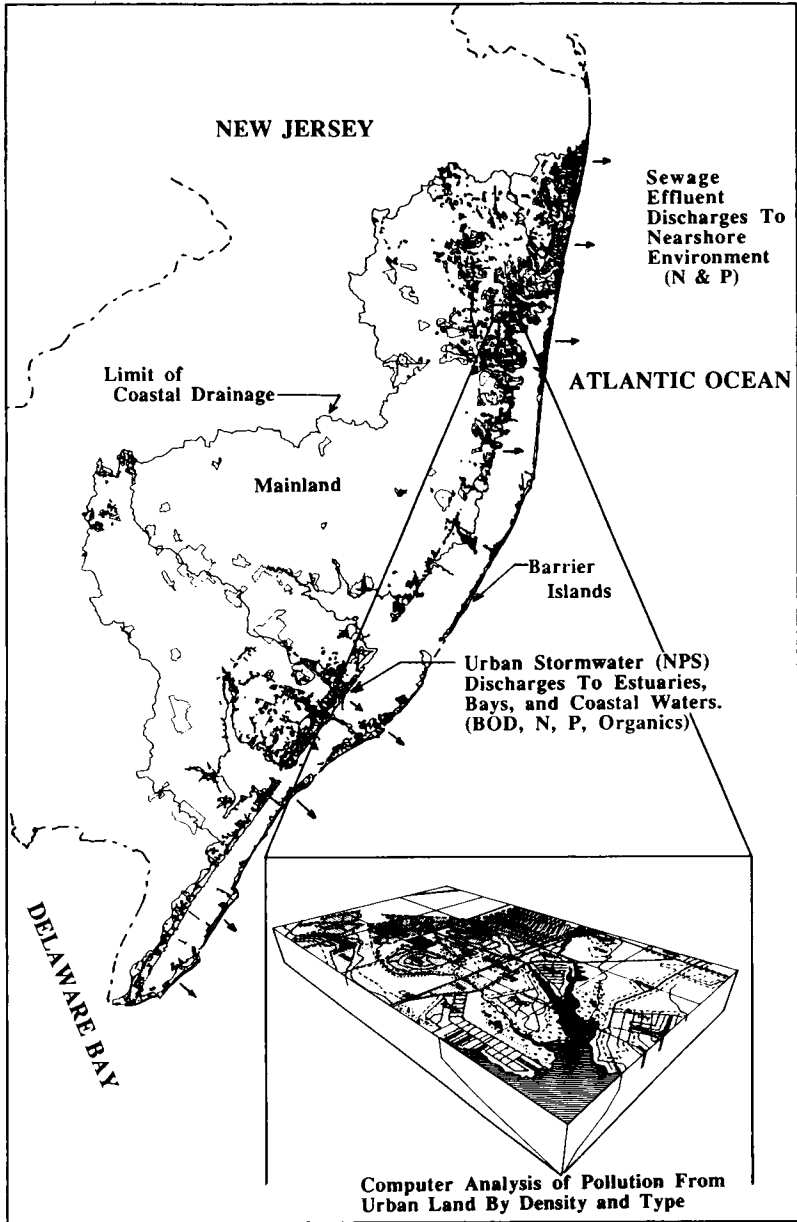 NEW JERSEY
Sewage
Effluent
Discharges To
Nearshore
Environment
(N & P)
Limit of
Coastal Drainage
ATLANTIC OCEAN
Mainland
Barrier
Islands
Urban Stormwater (NPS)
Discharges To Estuaries,
Bays, and Coastal Waters.
(BOD, N, P, Organics)
DELAWARE BAY
Computer Analysis of Pollution From
Urban Land By Density and Type